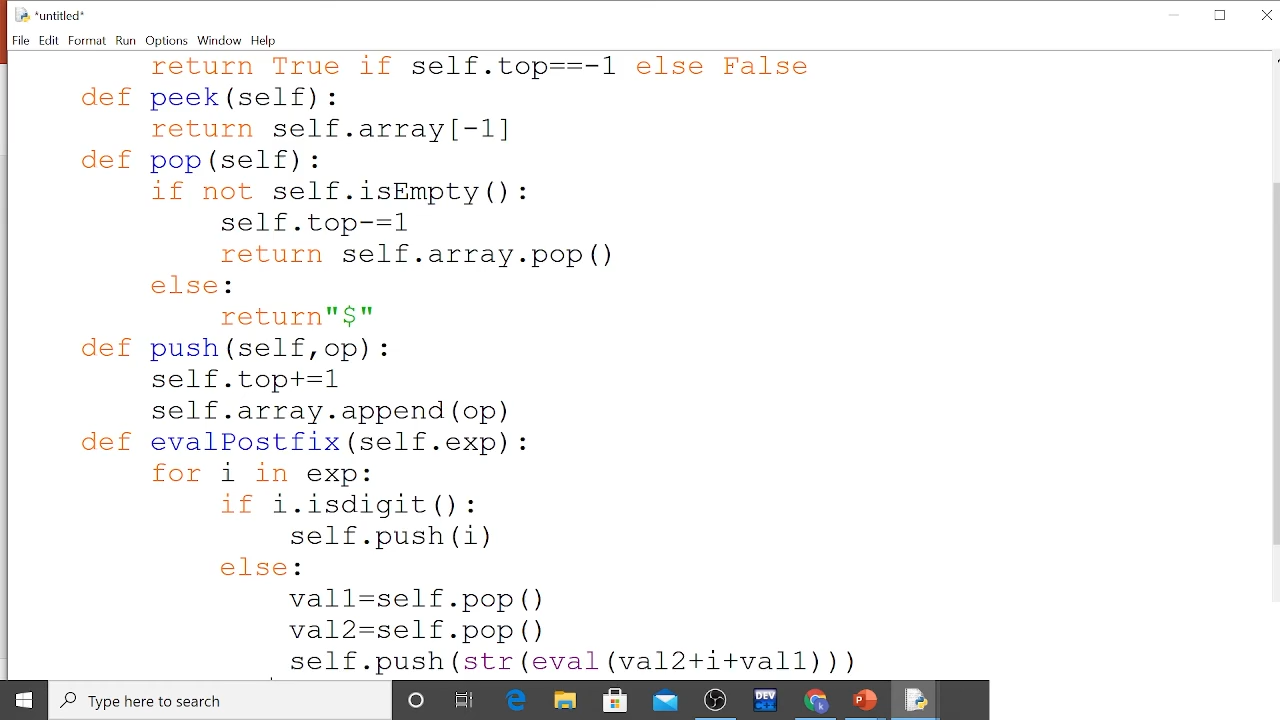 *untitled*
File Edit Format Run Options Window Help
        return True if self.top==-1 else False
    def peek(self):
        return self.array[-1]
    def pop(self):
        if not self.isEmpty():
            self.top-=1
            return self.array.pop()
        else:
            return"$"
    def push(self,op):
        self.top+=1
        self.array.append(op)
    def evalPostfix(self.exp):
        for i in exp:
            if i.isdigit():
                self.push(i)
            else:
                val1=self.pop()
                val2=self.pop()
                self.push(str(eval(val2+i+val1)))
Type here to search
DEV C++